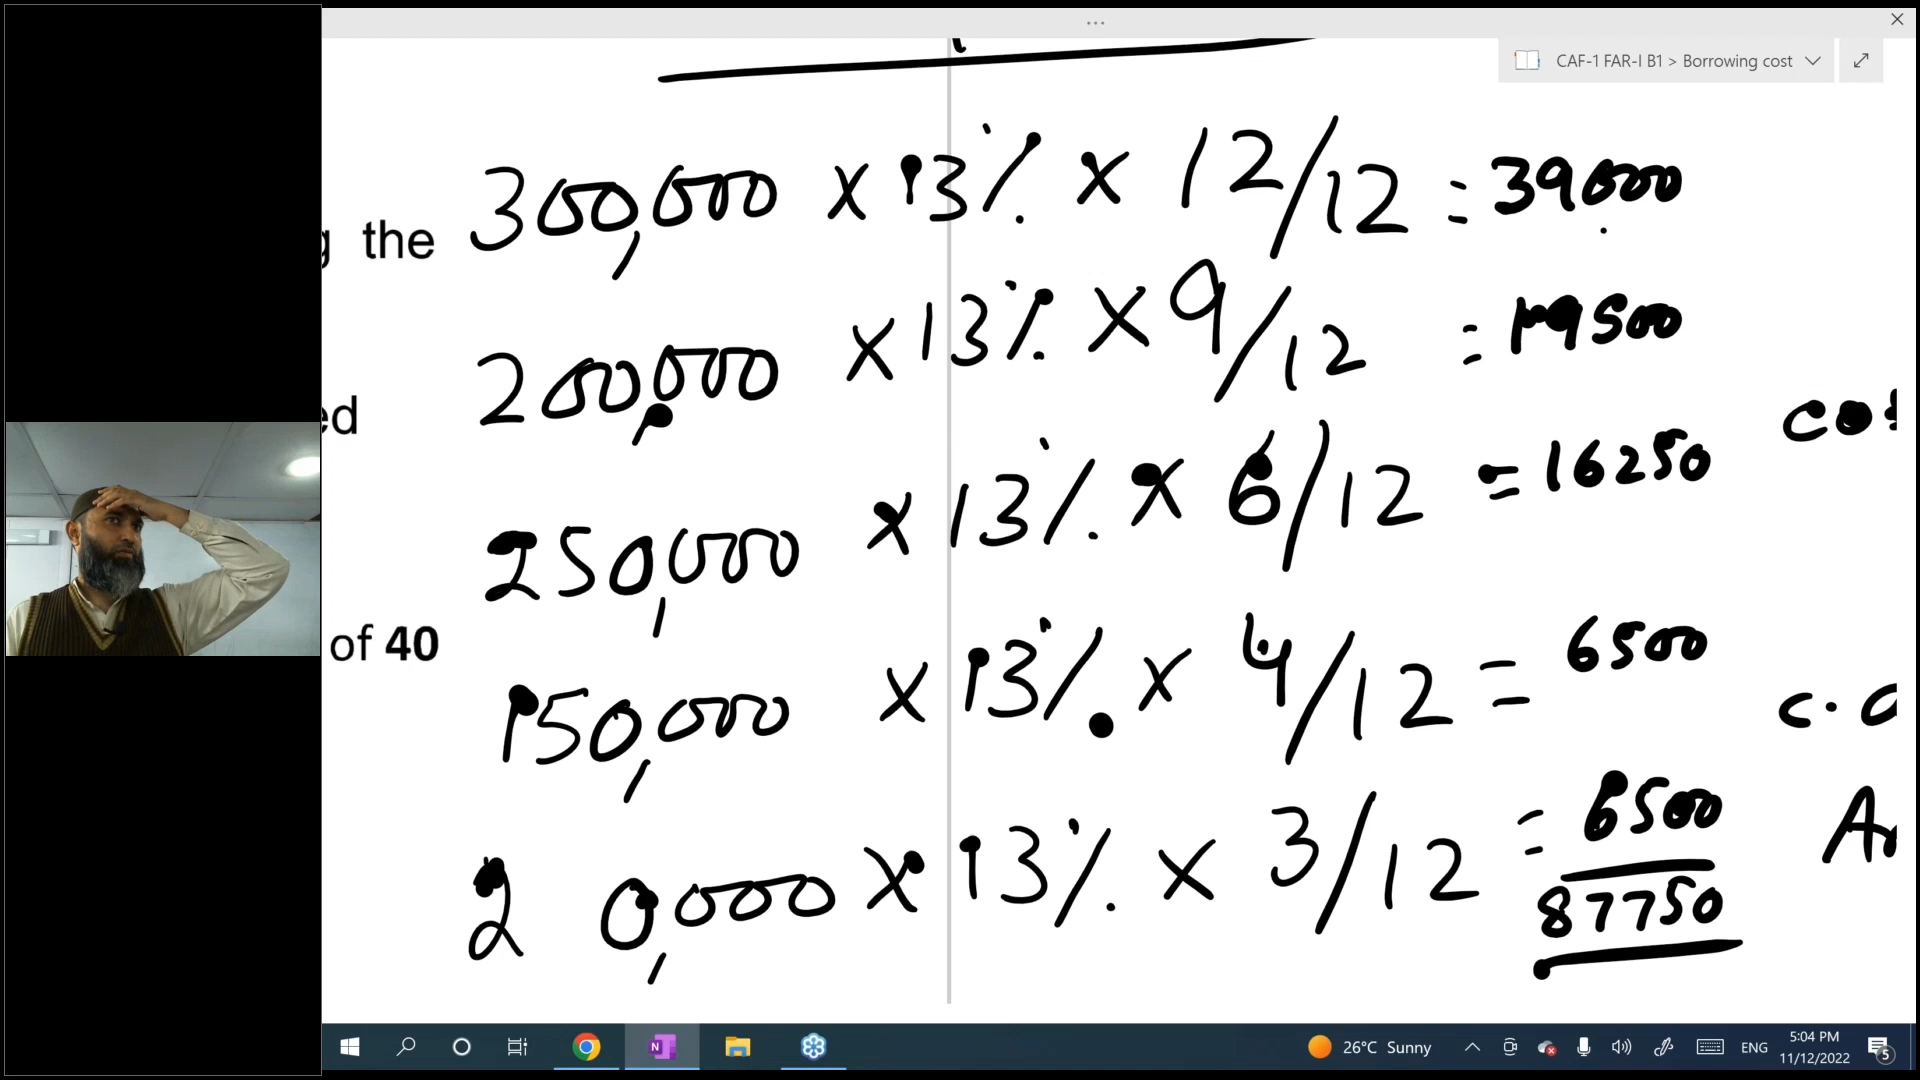 CAF-1 FAR-I B1 > Borrowing cost
300,000 x 13% x 12/12 = 39000
the
200,000 x 13% x 9/12 = 19500
ed
250,000 x 13% x 6/12 = 16250
of 40
150,000 x 13% x 4/12 = 6500
c.
2 0,000 x 13% x 3/12 = 6500
87750
26°C Sunny
ENG
5:04 PM
11/12/2022
5